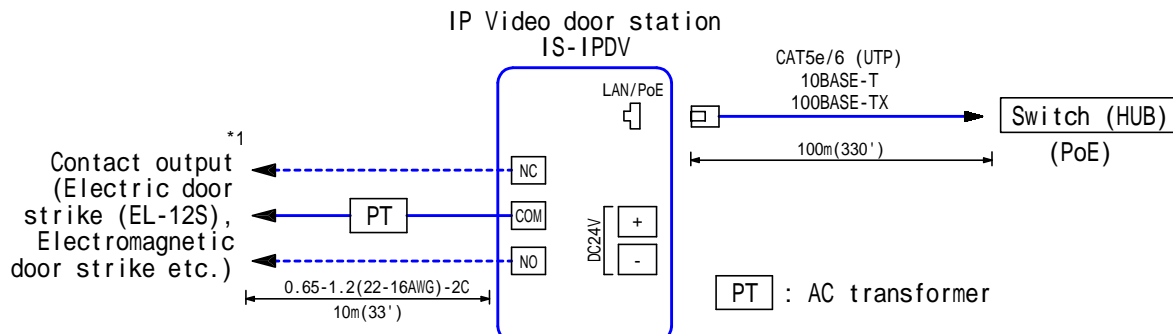 IP Video door station
IS-IPDV
CAT5e/6 (UTP)
10BASE-T
100BASE-TX
LAN/PoE
Switch (HUB)
(PoE)
100m(330')
*1
Contact output
(Electric door
strike (EL-12S),
Electromagnetic
door strike etc.)
NC
PT
COM
NO
DC24V
+
-
0.65-1.2(22-16AWG)-2C
10m(33')
PT : AC transformer